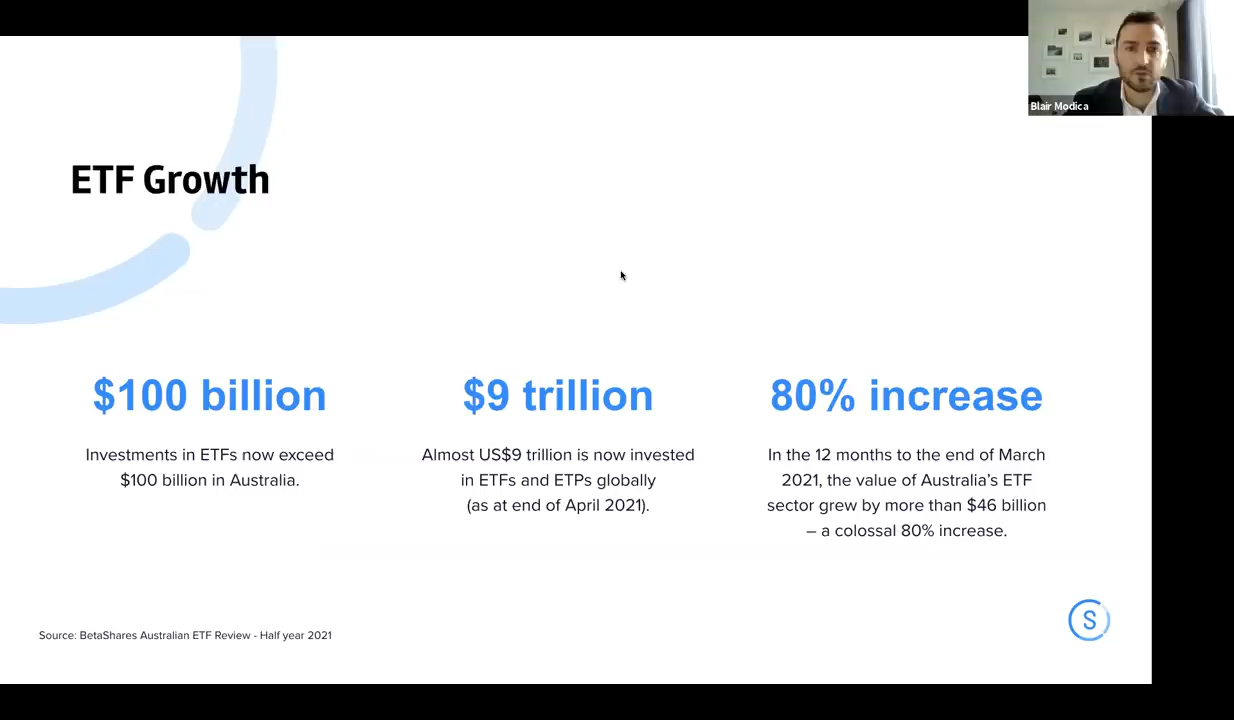 Blair Modica
ETF Growth
$100 billion
Investments in ETFs now exceed
$100 billion in Australia.
$9 trillion
Almost US$9 trillion is now invested
in ETFs and ETPs globally
(as at end of April 2021).
80% increase
In the 12 months to the end of March
2021, the value of Australia’s ETF
sector grew by more than $46 billion
– a colossal 80% increase.
Source: BetaShares Australian ETF Review - Half year 2021
S